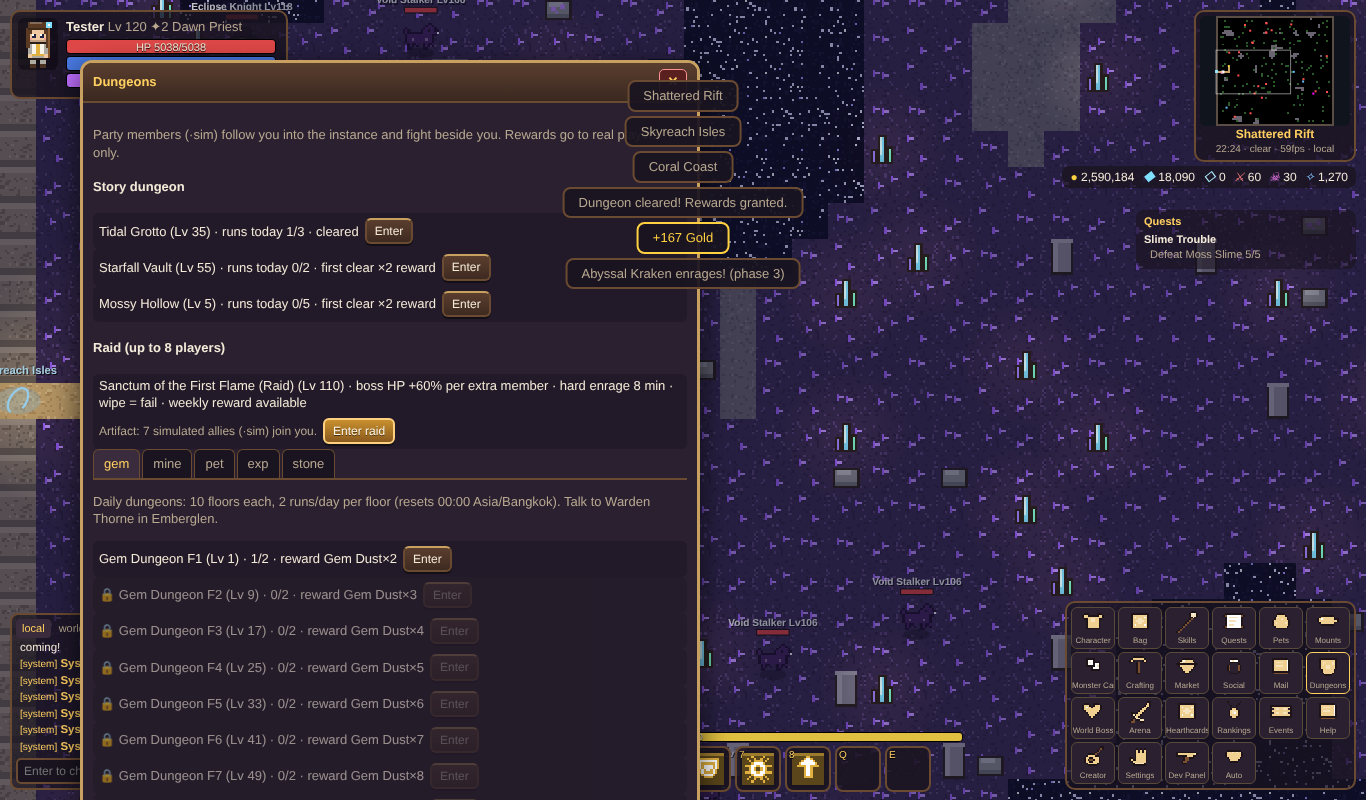 Eclipse Knight Lv118
Tester Lv 120 ✦2 Dawn Priest
HP 5038/5038
Dungeons
Party members (·sim) follow you into the instance and fight beside you. Rewards go to real p
only.
Story dungeon
Tidal Grotto (Lv 35) · runs today 1/3 · cleared Enter
Starfall Vault (Lv 55) · runs today 0/2 · first clear ×2 reward Enter
Mossy Hollow (Lv 5) · runs today 0/5 · first clear ×2 reward Enter
Raid (up to 8 players)
Sanctum of the First Flame (Raid) (Lv 110) · boss HP +60% per extra member · hard enrage 8 min ·
wipe = fail · weekly reward available
Artifact: 7 simulated allies (·sim) join you. Enter raid
gem mine pet exp stone
Daily dungeons: 10 floors each, 2 runs/day per floor (resets 00:00 Asia/Bangkok). Talk to Warden
Thorne in Emberglen.
Gem Dungeon F1 (Lv 1) · 1/2 · reward Gem Dust×2 Enter
🔒 Gem Dungeon F2 (Lv 9) · 0/2 · reward Gem Dust×3 Enter
🔒 Gem Dungeon F3 (Lv 17) · 0/2 · reward Gem Dust×4 Enter
🔒 Gem Dungeon F4 (Lv 25) · 0/2 · reward Gem Dust×5 Enter
🔒 Gem Dungeon F5 (Lv 33) · 0/2 · reward Gem Dust×6 Enter
🔒 Gem Dungeon F6 (Lv 41) · 0/2 · reward Gem Dust×7 Enter
🔒 Gem Dungeon F7 (Lv 49) · 0/2 · reward Gem Dust×8 Enter
Shattered Rift
Skyreach Isles
Coral Coast
Dungeon cleared! Rewards granted.
+167 Gold
Abyssal Kraken enrages! (phase 3)
Shattered Rift
22:24 · clear · 59fps · local
2,590,184 18,090 0 60 30 1,270
Quests
Slime Trouble
Defeat Moss Slime 5/5
reach Isles
Void Stalker Lv106
Void Stalker Lv106
local worl
coming!
[system] Sys
[system] Sys
[system] Sys
[system] Sys
[system] Sys
[system] Sys
Enter to ch
7 8 Q E
Character Bag Skills Quests Pets Mounts
Monster Ca Crafting Market Social Mail Dungeons
World Boss Arena Hearthcards Rankings Events Help
Creator Settings Dev Panel Auto